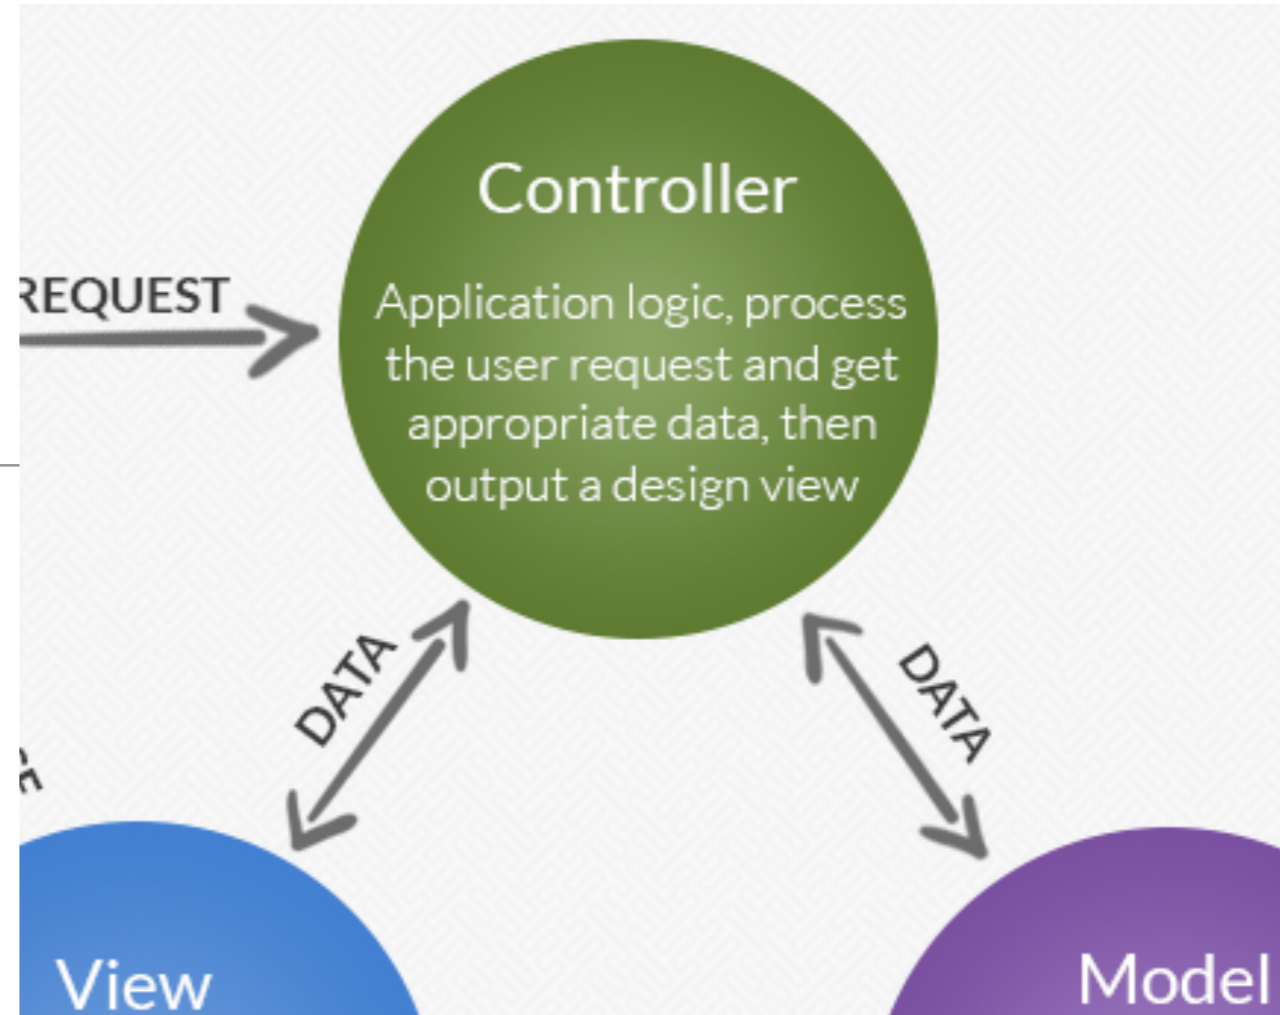 Controller
REQUEST
Application logic, process
the user request and get
appropriate data, then
output a design view
DATA
DATA
View
Model